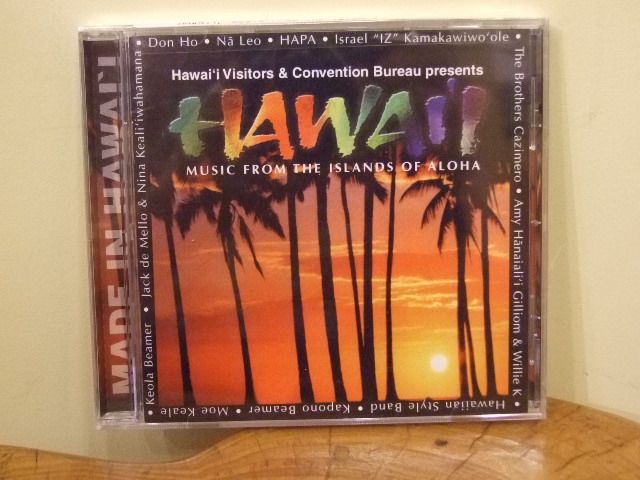 Don Ho • Nā Leo • HAPA • Israel "IZ" Kamakawiwo'ole
The Brothers Cazimero • Amy Hānaiali'i Gilliom & Willie K •
Hawaiian Style Band • Kapono Beamer • Moe Keale •
Keola Beamer • Jack de Mello & Nina Keali'iwahamana •
Hawai'i Visitors & Convention Bureau presents
HAWAI'I
MUSIC FROM THE ISLANDS OF ALOHA
MADE IN HAWAI'I